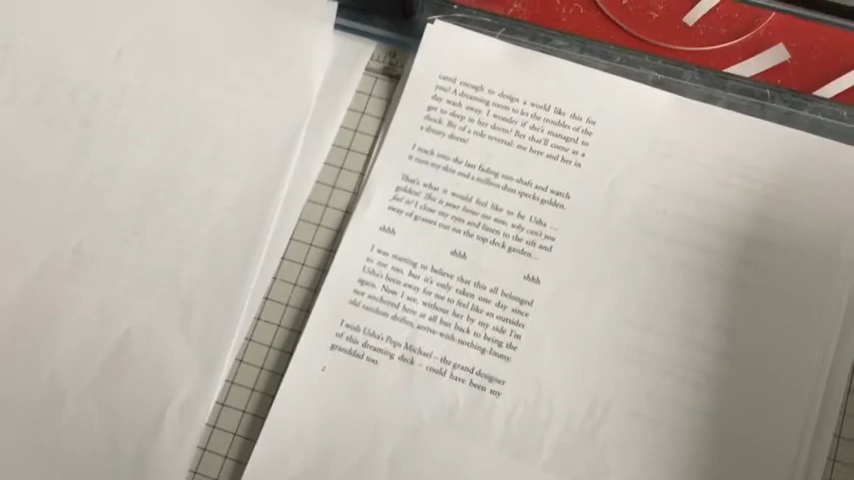 cated enough to design a world like this for
you! A dreaming room to let the troubles of the
day wash away. I wonder if she's managed to
get to sleep in her dorm! Bet that'll come as a
shock. Bit of a role reversal: me here and her in
a dreary dorm!
I reach into the last fading sun-shaft and watch
it turn my skin and a million dust specks golden.
That's what it would feel like to be Usha ...
golden! This is your home too now, why can't you
feel it? I close my eyes and listen to the sift and
sway of grasses out on the top deck garden...
shhh
shhh
shhh
I was starting to believe that this all belonged
to me too, but it's only taken one day since
Usha's been away for me to feel like an outsider
again. Now I see, without her by my side I'm
not anchored here at all but back to being the
old random drifter, arrive-with-nothing-Immy.
I wish Usha's Popu Michael – the grand designer
of this dreaming deck – could have been my
granddad too.
2